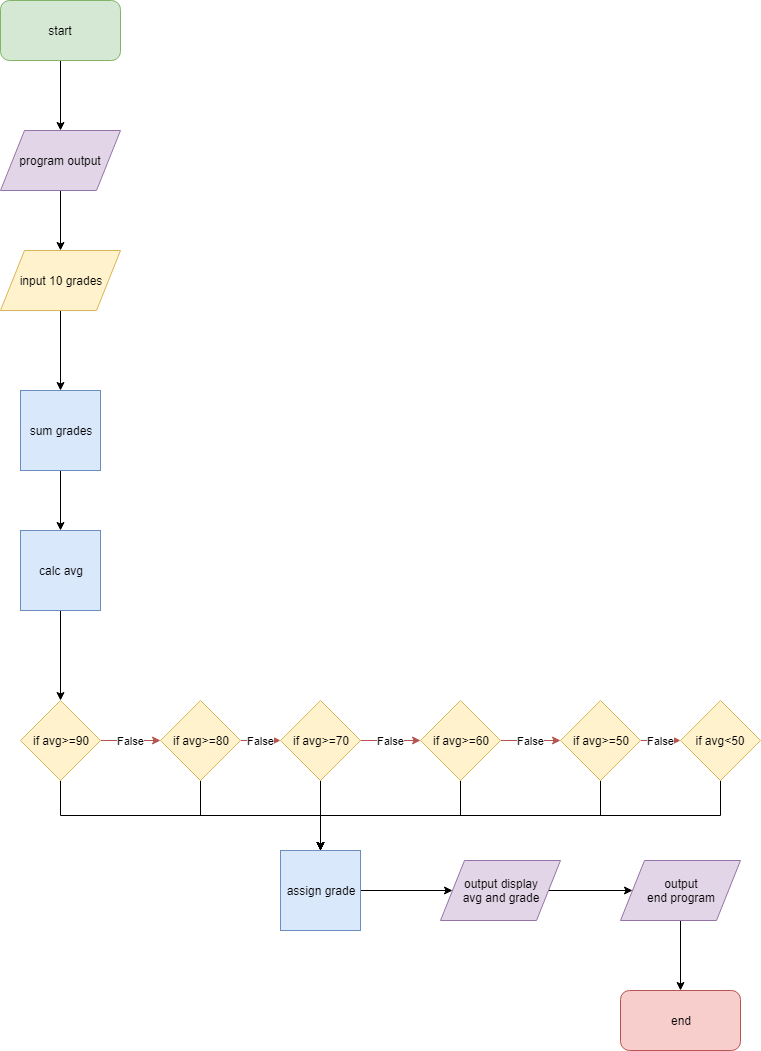 start
program output
input 10 grades
sum grades
calc avg
if avg>=90
False
if avg>=80
False
if avg>=70
False
if avg>=60
False
if avg>=50
False
if avg<50
assign grade
output display
avg and grade
output
end program
end